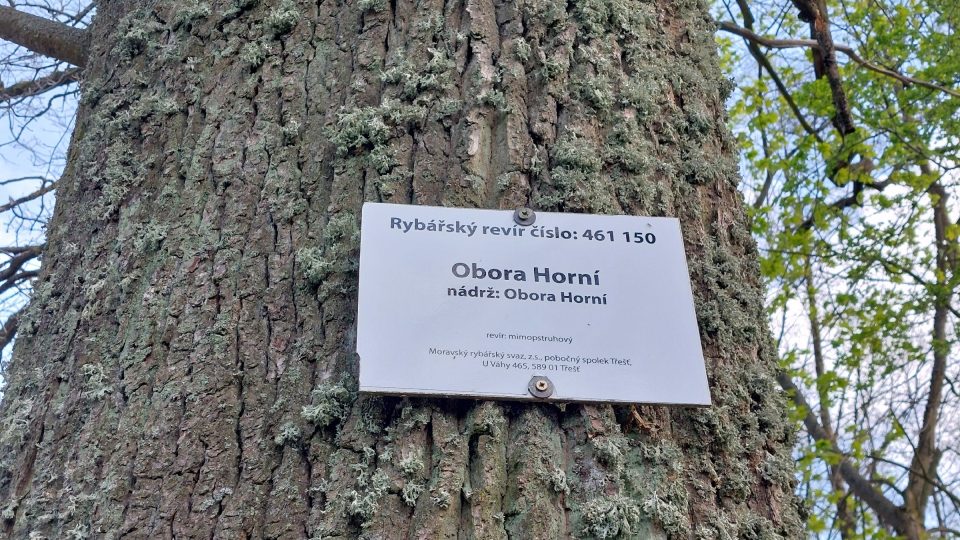 Rybářský revír číslo: 461 150
Obora Horní
nádrž: Obora Horní
revír: mimopstruhový
Moravský rybářský svaz, z.s., pobočný spolek Třešť,
U Váhy 465, 589 01 Třešť